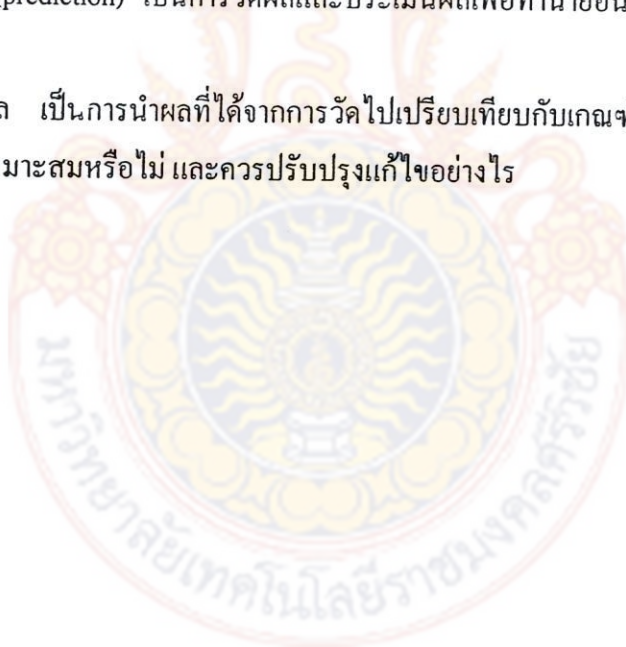 (prediction) เป็นการวัดผลและประเมินผลเพื่อทำนายอน
ล เป็นการนำผลที่ได้จากการวัดไปเปรียบเทียบกับเกณฑ
มาะสมหรือไม่ และควรปรับปรุงแก้ไขอย่างไร
มหาวิทยาลัยเทคโนโลยีราชมงคลศรีวิชัย